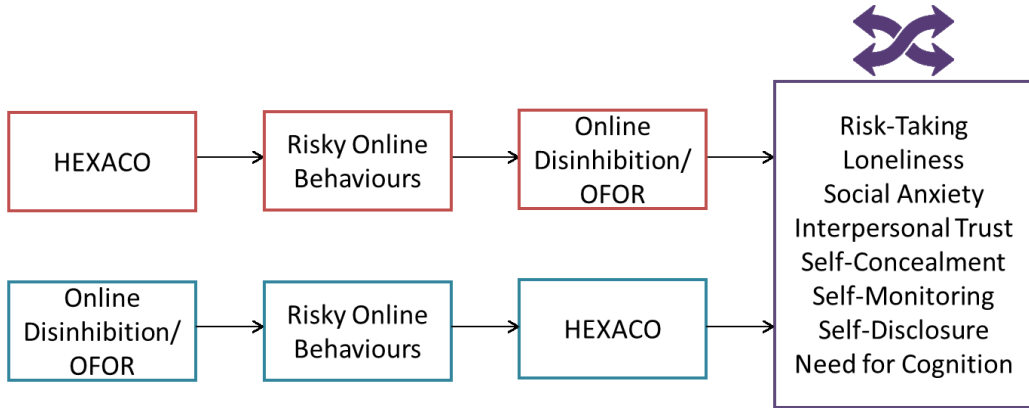 HEXACO
Risky Online
Behaviours
Online
Disinhibition/
OFOR
Online
Disinhibition/
OFOR
Risky Online
Behaviours
HEXACO
Risk-Taking
Loneliness
Social Anxiety
Interpersonal Trust
Self-Concealment
Self-Monitoring
Self-Disclosure
Need for Cognition